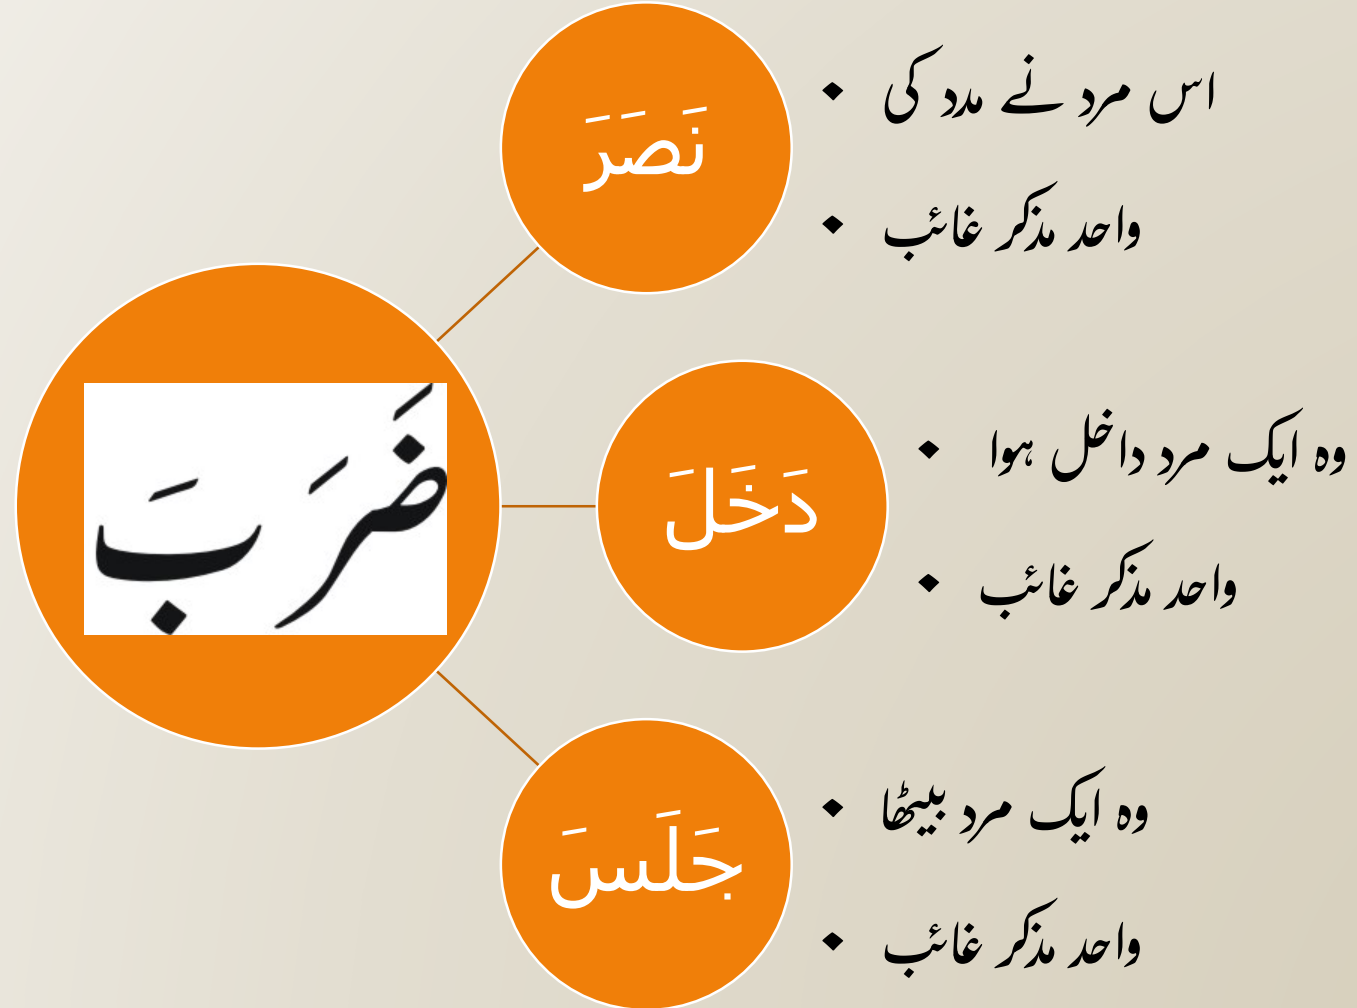 ضَرَبَ
نَصَرَ
اس مرد نے مدد کی
واحد مذکر غائب
دَخَلَ
وہ ایک مرد داخل ہوا
واحد مذکر غائب
جَلَسَ
وہ ایک مرد بیٹھا
واحد مذکر غائب